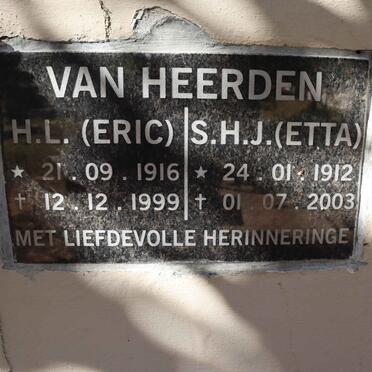 VAN HEERDEN
H.L. (ERIC) S.H.J. (ETTA)
★ 21 . 09 . 1916 ★ 24 . 01 . 1912
† 12 . 12 . 1999 † 01 . 07 . 2003
MET LIEFDEVOLLE HERINNERINGE